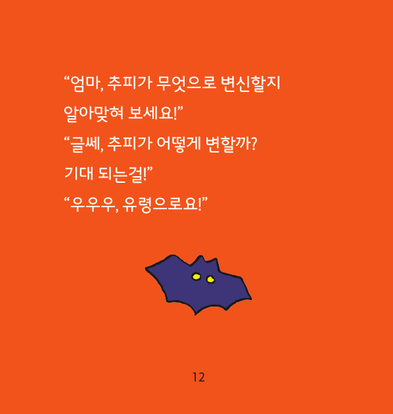 “엄마, 추피가 무엇으로 변신할지
알아맞혀 보세요!”
“글쎄, 추피가 어떻게 변할까?
기대 되는걸!”
“우우우, 유령으로요!”
12